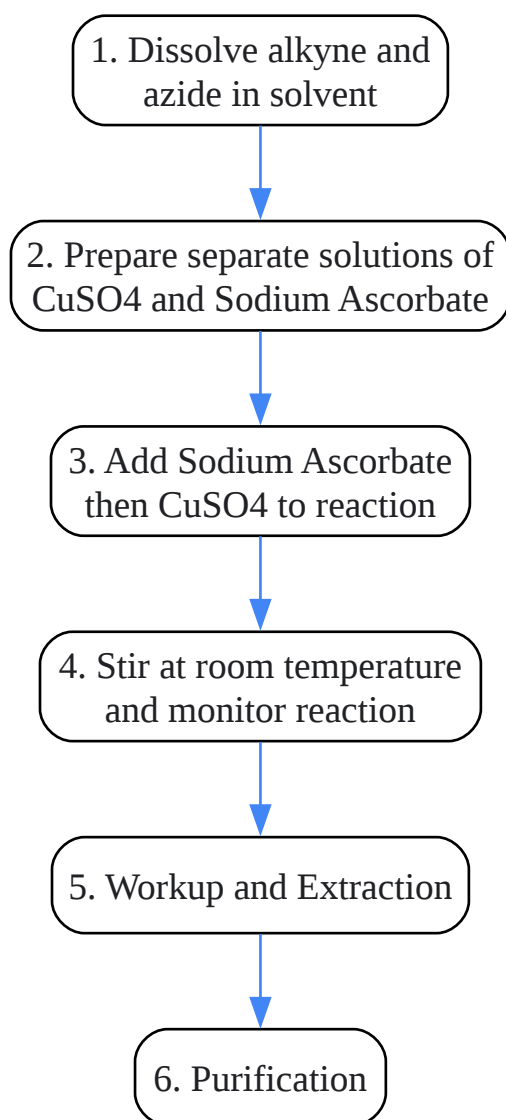 1. Dissolve alkyne and
azide in solvent
2. Prepare separate solutions of
CuSO4 and Sodium Ascorbate
3. Add Sodium Ascorbate
then CuSO4 to reaction
4. Stir at room temperature
and monitor reaction
5. Workup and Extraction
6. Purification